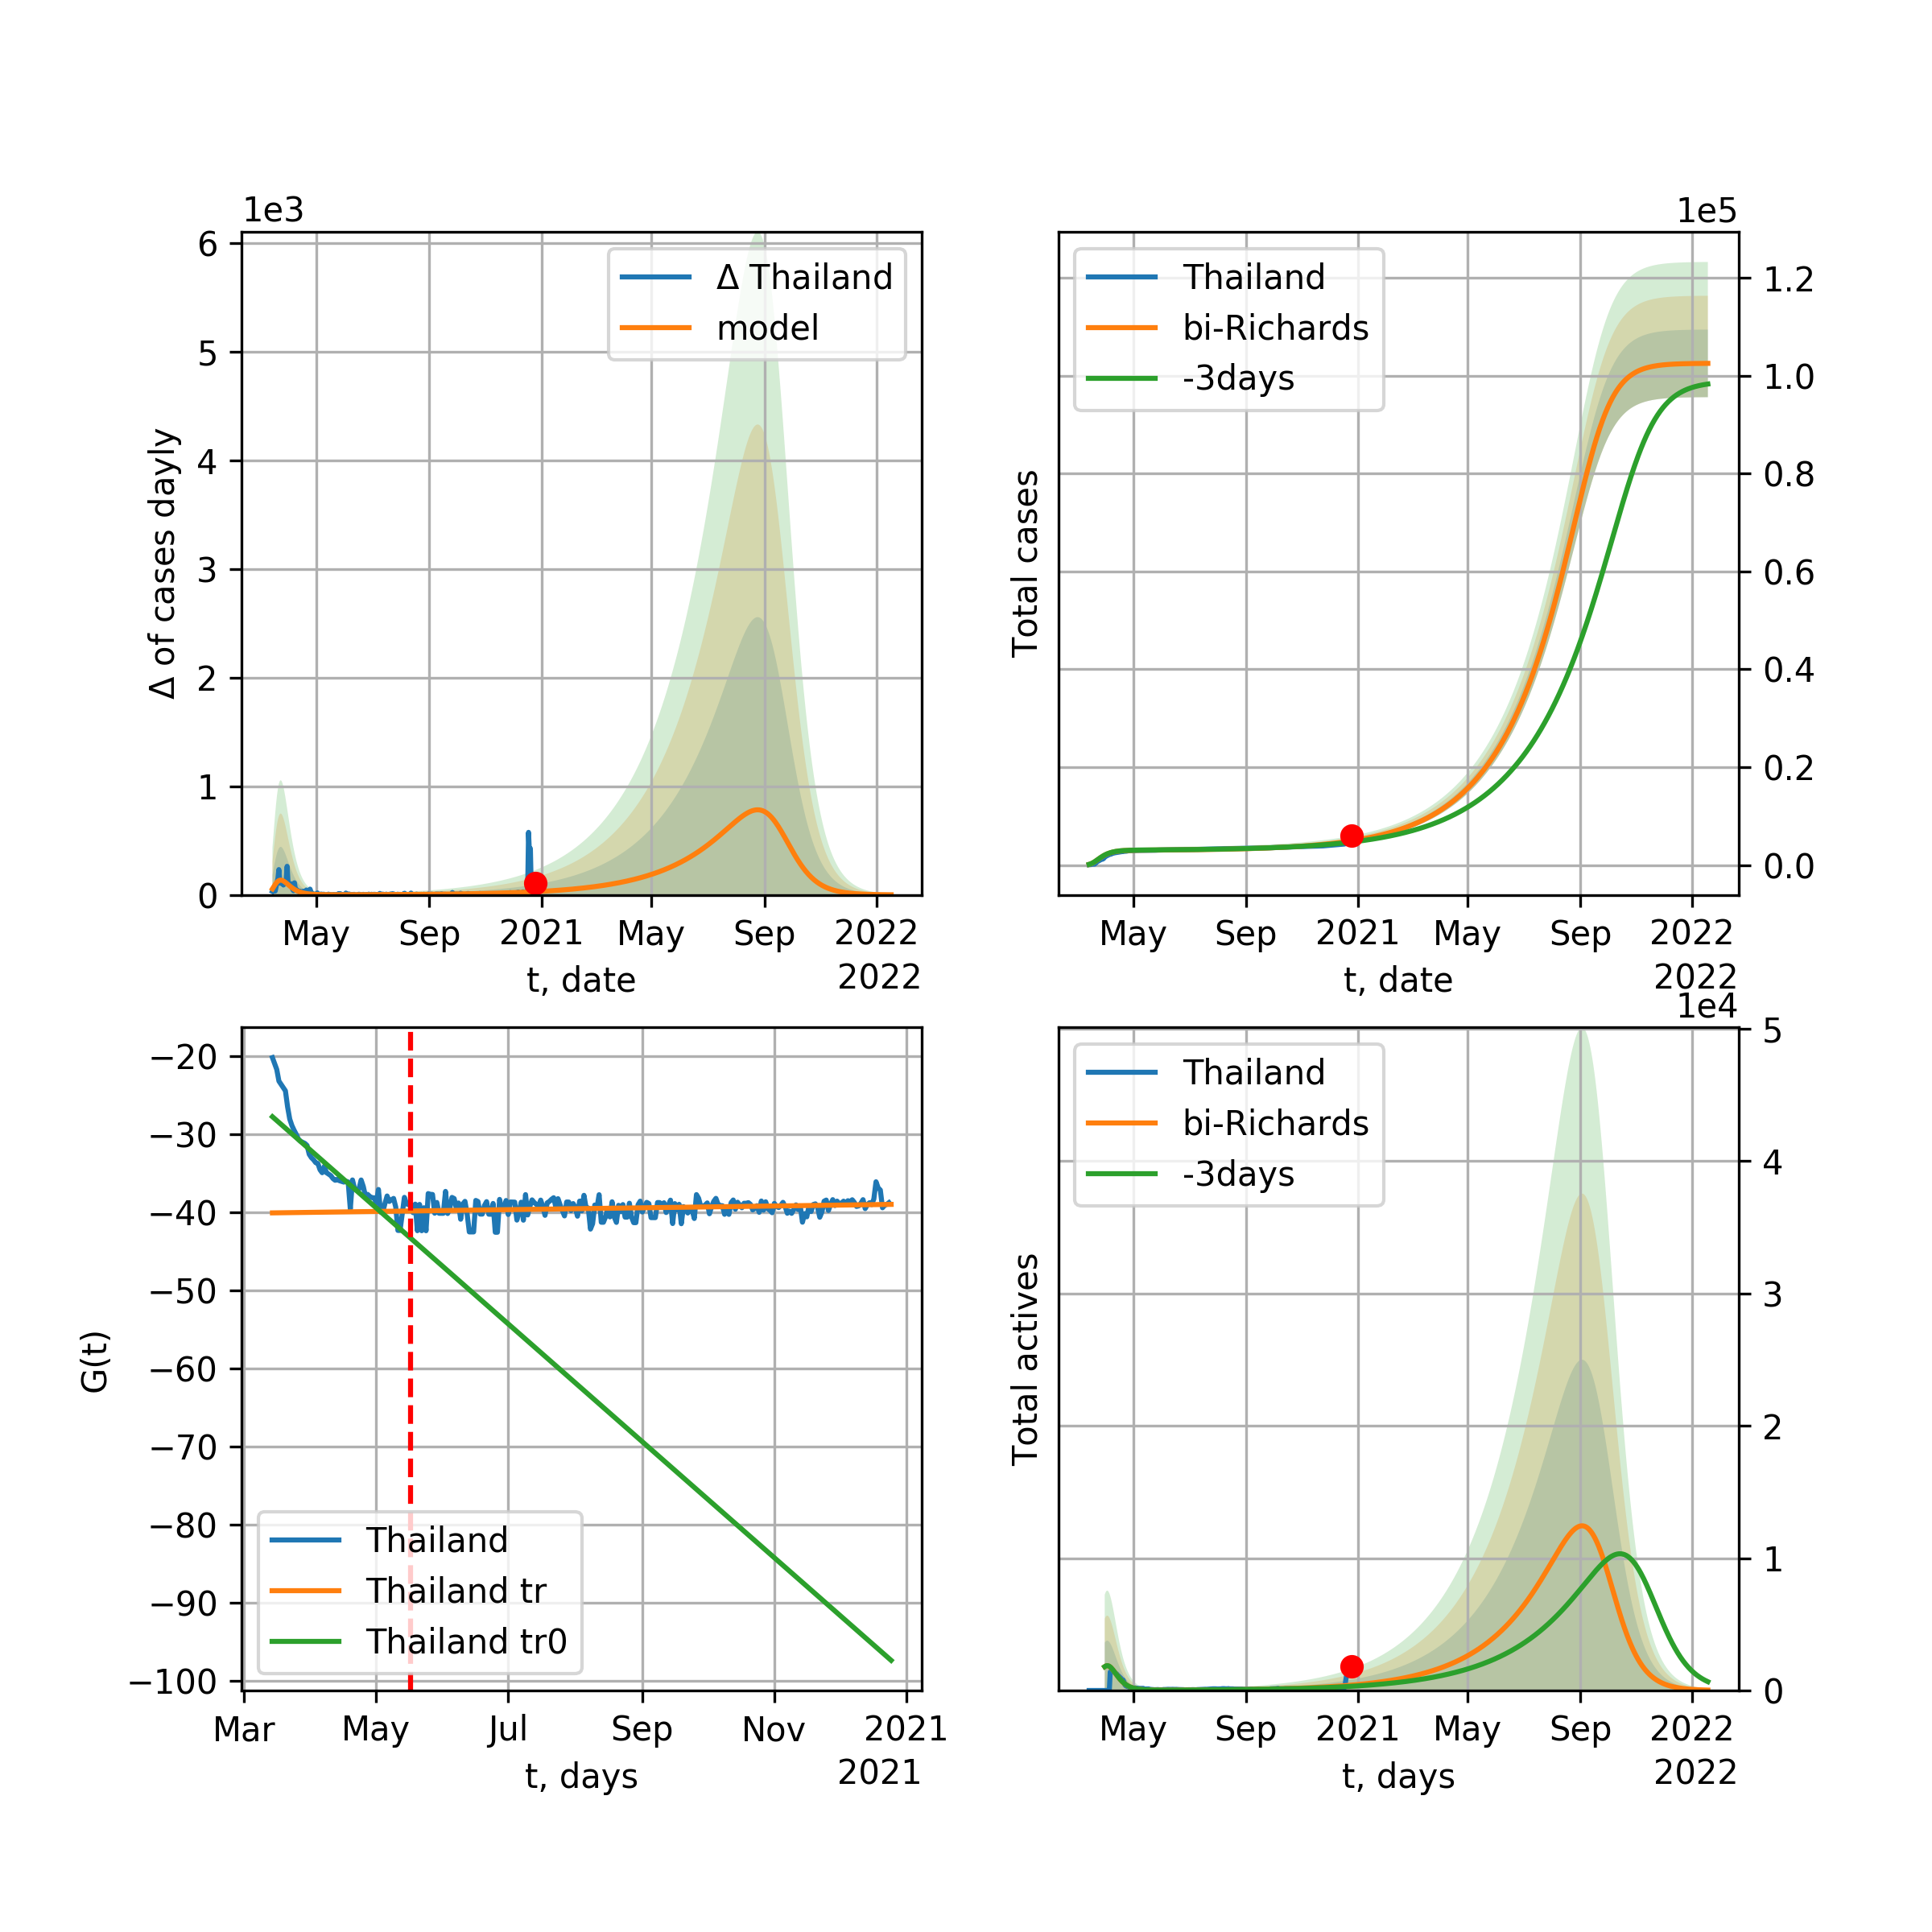 1e3
6
5
4
3
2
1
0
Δ of cases dayly
Δ Thailand
model
May Sep 2021 May Sep 2022
t, date
2022
1e5
Thailand
bi-Richards
-3days
Total cases
1.2
1.0
0.8
0.6
0.4
0.2
0.0
May Sep 2021 May Sep 2022
t, date
2022
−20
−30
−40
−50
−60
−70
−80
−90
−100
G(t)
Thailand
Thailand tr
Thailand tr0
Mar May Jul Sep Nov 2021
t, days
2021
1e4
Thailand
bi-Richards
-3days
Total actives
5
4
3
2
1
0
May Sep 2021 May Sep 2022
t, days
2022